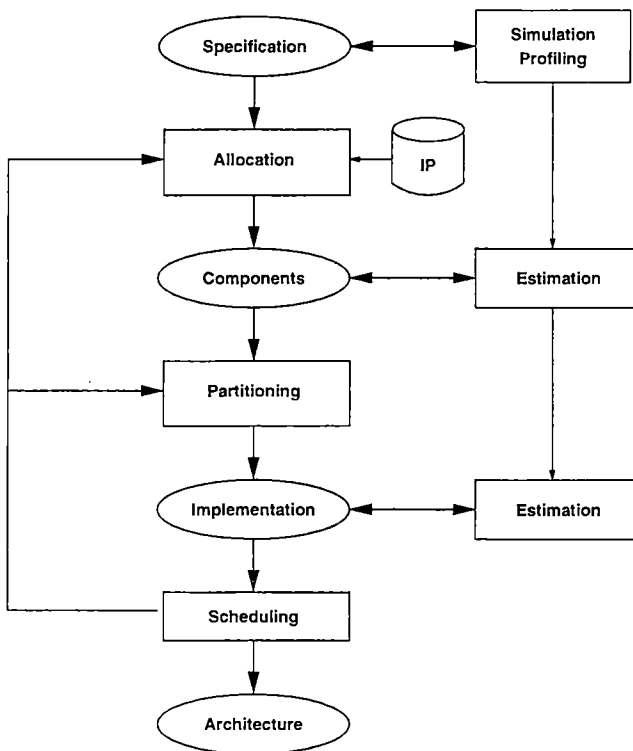 Specification
Simulation
Profiling
Allocation
IP
Components
Estimation
Partitioning
Implementation
Estimation
Scheduling
Architecture